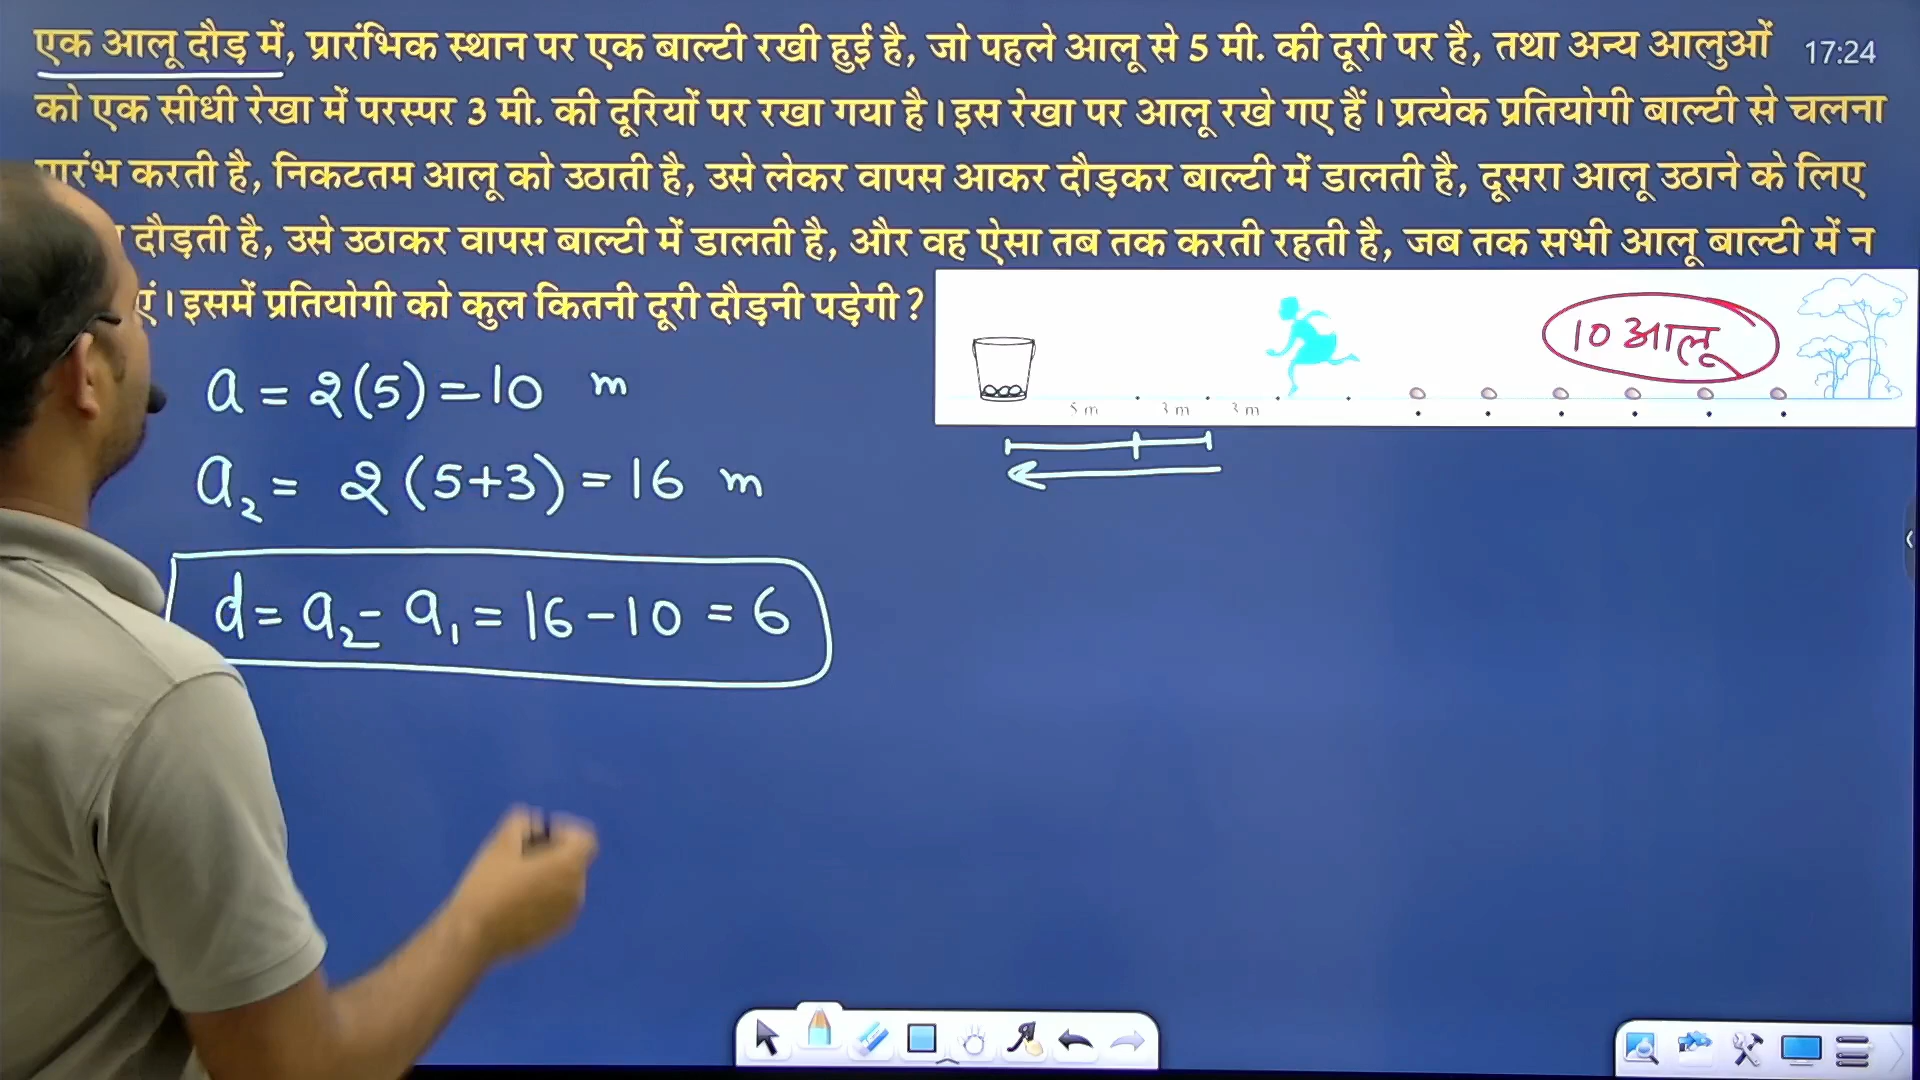 एक आलू दौड़ में, प्रारंभिक स्थान पर एक बाल्टी रखी हुई है, जो पहले आलू से 5 मी. की दूरी पर है, तथा अन्य आलुओं
17:24
को एक सीधी रेखा में परस्पर 3 मी. की दूरियों पर रखा गया है। इस रेखा पर आलू रखे गए हैं। प्रत्येक प्रतियोगी बाल्टी से चलना
करती है, निकटतम आलू को उठाती है, उसे लेकर वापस आकर दौड़कर बाल्टी में डालती है, दूसरा आलू उठाने के लिए
दौड़ती है, उसे उठाकर वापस बाल्टी में डालती है, और वह ऐसा तब तक करती रहती है, जब तक सभी आलू बाल्टी में न
इसमें प्रतियोगी को कुल कितनी दूरी दौड़नी पड़ेगी ?
10 आलू
5 m 3 m 3 m
a = 2(5) = 10 m
a₂ = 2(5+3) = 16 m
d = a₂ - a₁ = 16 - 10 = 6